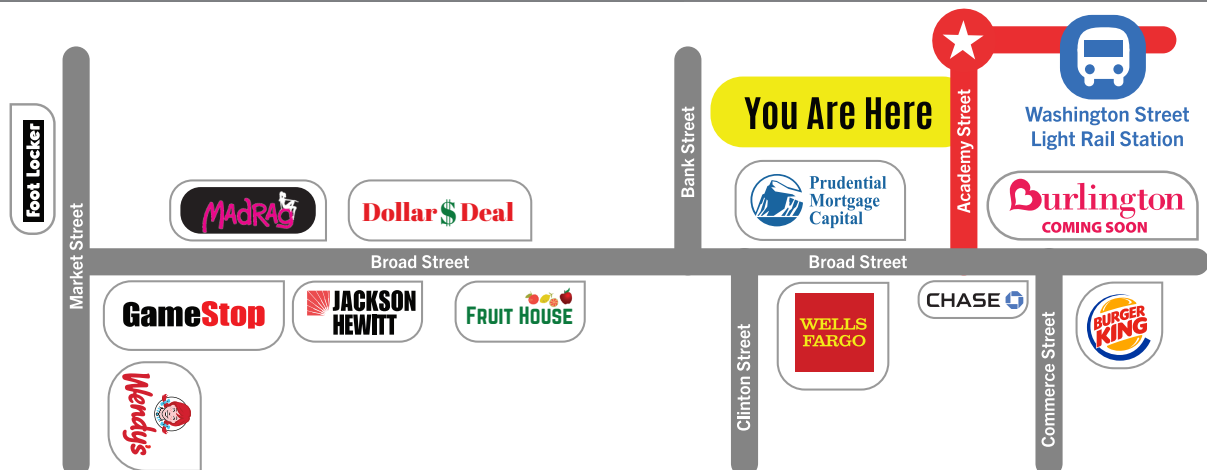 You Are Here
Washington Street
Light Rail Station
Academy Street
Bank Street
Foot Locker
Market Street
MADRAG
Dollar $ Deal
Prudential
Mortgage
Capital
Burlington
COMING SOON
Broad Street
Broad Street
GameStop
JACKSON
HEWITT
FRUIT HOUSE
WELLS
FARGO
CHASE
BURGER
KING
Clinton Street
Commerce Street
Wendy's